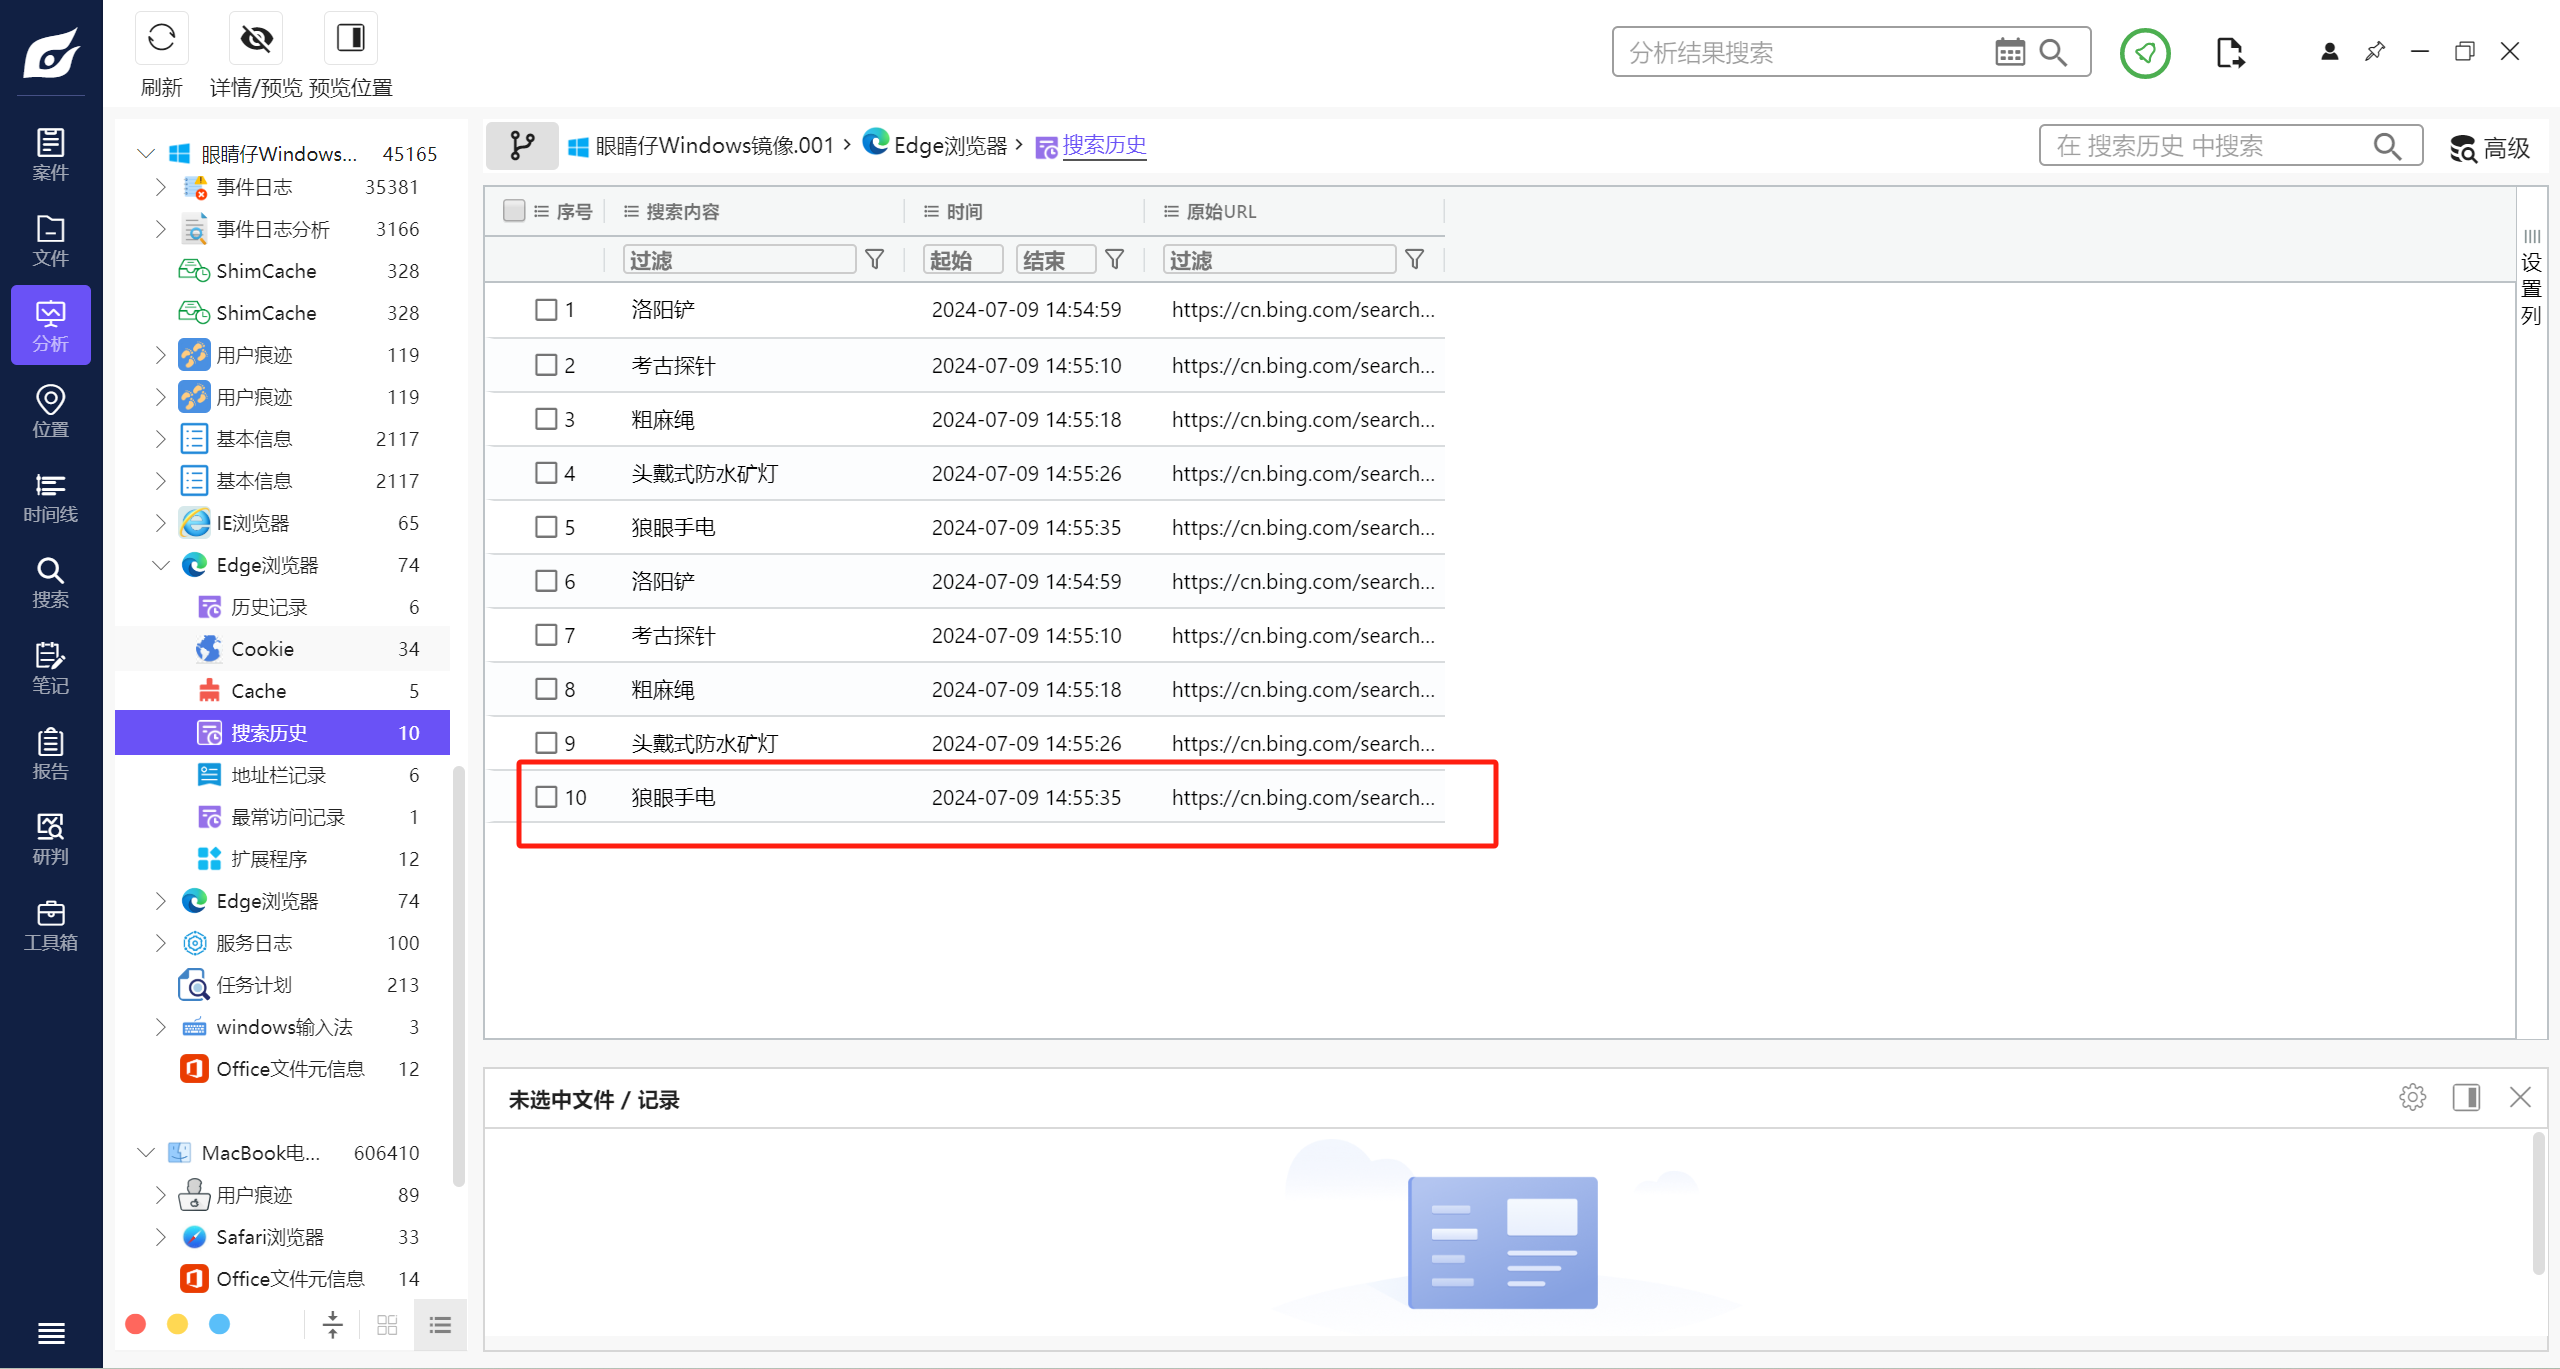 刷新 详情/预览 预览位置
分析结果搜索
案件
文件
分析
位置
时间线
搜索
笔记
报告
研判
工具箱
眼睛仔Windows... 45165
事件日志 35381
事件日志分析 3166
ShimCache 328
ShimCache 328
用户痕迹 119
用户痕迹 119
基本信息 2117
基本信息 2117
IE浏览器 65
Edge浏览器 74
历史记录 6
Cookie 34
Cache 5
搜索历史 10
地址栏记录 6
最常访问记录 1
扩展程序 12
Edge浏览器 74
服务日志 100
任务计划 213
windows输入法 3
Office文件元信息 12
MacBook电... 606410
用户痕迹 89
Safari浏览器 33
Office文件元信息 14
眼睛仔Windows镜像.001 › Edge浏览器 › 搜索历史
在 搜索历史 中搜索 高级
序号 搜索内容 时间 原始URL
过滤 起始 结束 过滤
1 洛阳铲 2024-07-09 14:54:59 https://cn.bing.com/search...
2 考古探针 2024-07-09 14:55:10 https://cn.bing.com/search...
3 粗麻绳 2024-07-09 14:55:18 https://cn.bing.com/search...
4 头戴式防水矿灯 2024-07-09 14:55:26 https://cn.bing.com/search...
5 狼眼手电 2024-07-09 14:55:35 https://cn.bing.com/search...
6 洛阳铲 2024-07-09 14:54:59 https://cn.bing.com/search...
7 考古探针 2024-07-09 14:55:10 https://cn.bing.com/search...
8 粗麻绳 2024-07-09 14:55:18 https://cn.bing.com/search...
9 头戴式防水矿灯 2024-07-09 14:55:26 https://cn.bing.com/search...
10 狼眼手电 2024-07-09 14:55:35 https://cn.bing.com/search...
设置列
未选中文件 / 记录